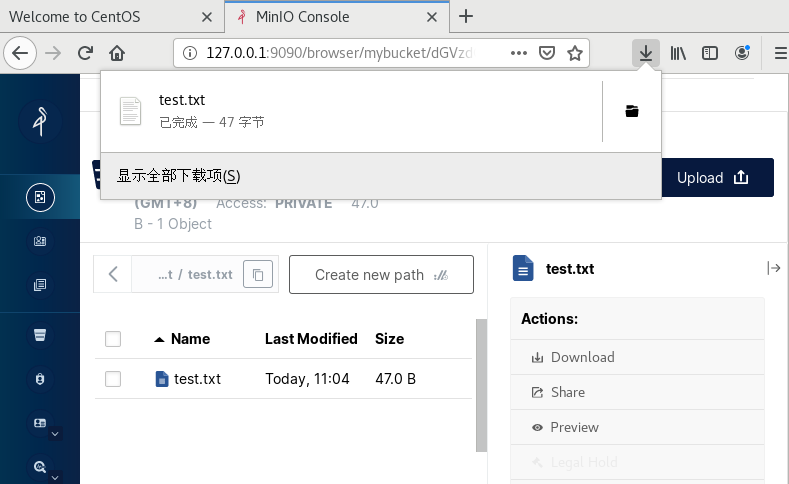 Welcome to CentOS
MinIO Console
127.0.0.1:9090/browser/mybucket/dGVzd
test.txt
已完成 — 47 字节
显示全部下载项(S)
Upload
(GMT+8) Access: PRIVATE 47.0
B - 1 Object
...t / test.txt
Create new path
test.txt
Actions:
Name Last Modified Size
Download
test.txt Today, 11:04 47.0 B
Share
Preview
Legal Hold